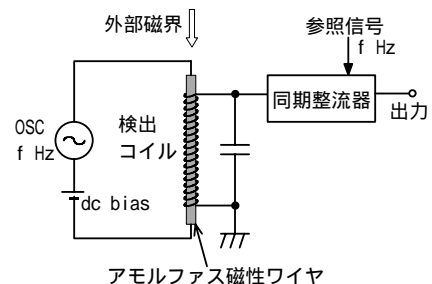 外部磁界
参照信号
f Hz
同期整流器
出力
OSC
f Hz
検出
コイル
dc bias
アモルファス磁性ワイヤ